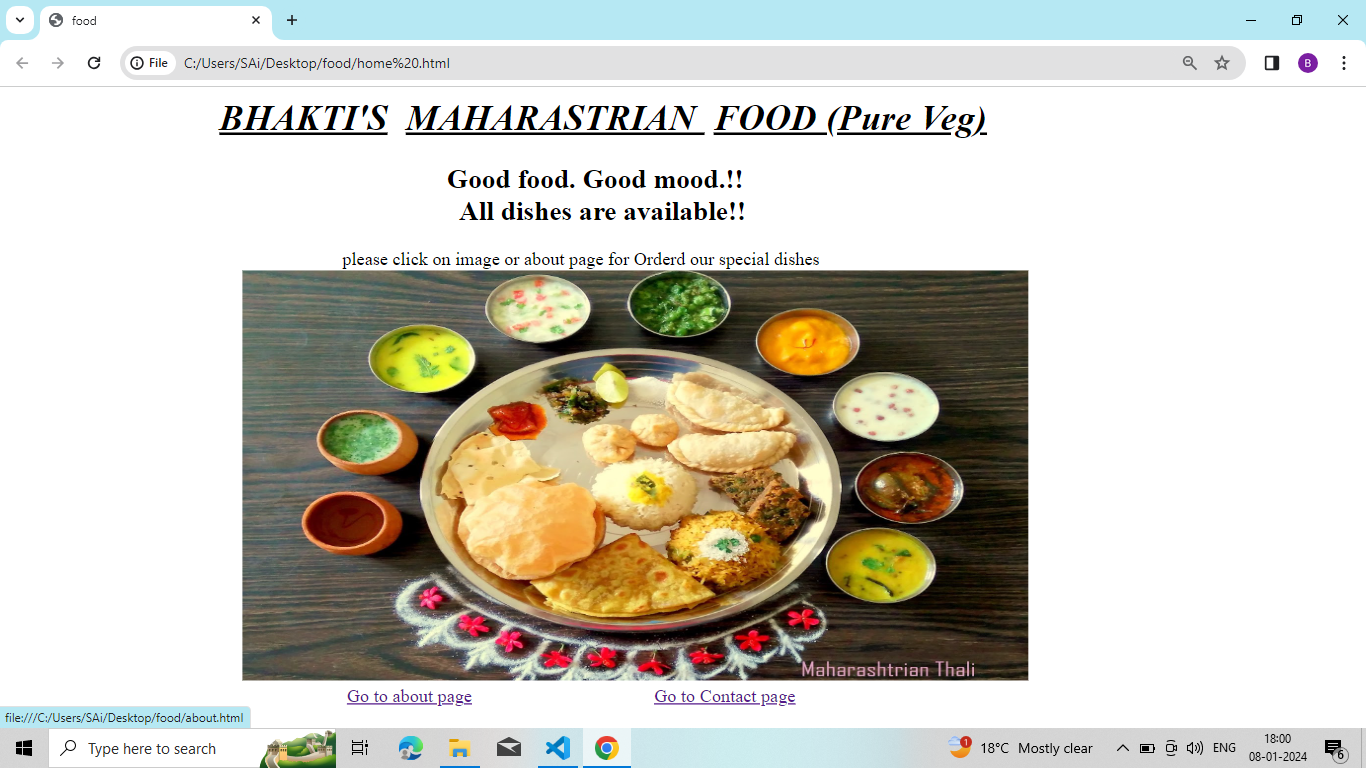 food
File
C:/Users/SAi/Desktop/food/home%20.html
B
BHAKTI'S MAHARASTRIAN FOOD (Pure Veg)
Good food. Good mood.!!
All dishes are available!!
please click on image or about page for Orderd our special dishes
Maharashtrian Thali
Go to about page Go to Contact page
file:///C:/Users/SAi/Desktop/food/about.html
Type here to search
1
18°C Mostly clear
ENG
18:00
08-01-2024
6